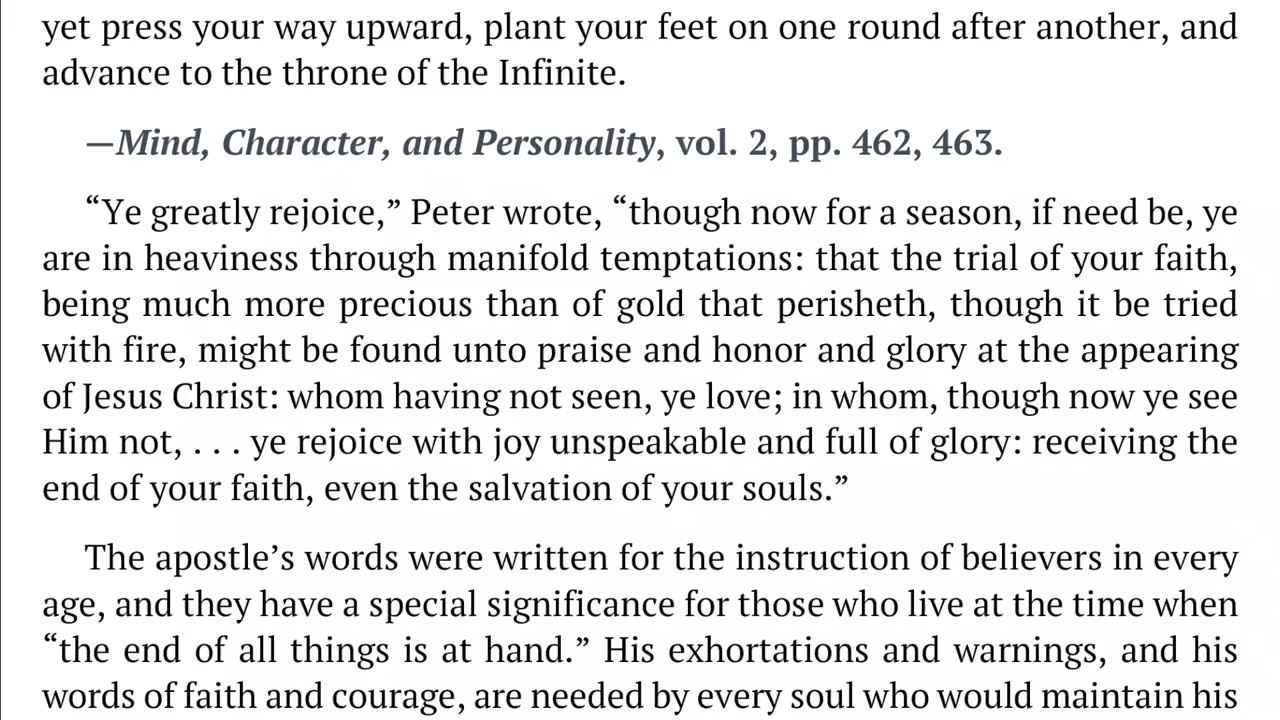 yet press your way upward, plant your feet on one round after another, and
advance to the throne of the Infinite.
—Mind, Character, and Personality, vol. 2, pp. 462, 463.
“Ye greatly rejoice,” Peter wrote, “though now for a season, if need be, ye
are in heaviness through manifold temptations: that the trial of your faith,
being much more precious than of gold that perisheth, though it be tried
with fire, might be found unto praise and honor and glory at the appearing
of Jesus Christ: whom having not seen, ye love; in whom, though now ye see
Him not, . . . ye rejoice with joy unspeakable and full of glory: receiving the
end of your faith, even the salvation of your souls.”
The apostle’s words were written for the instruction of believers in every
age, and they have a special significance for those who live at the time when
“the end of all things is at hand.” His exhortations and warnings, and his
words of faith and courage, are needed by every soul who would maintain his